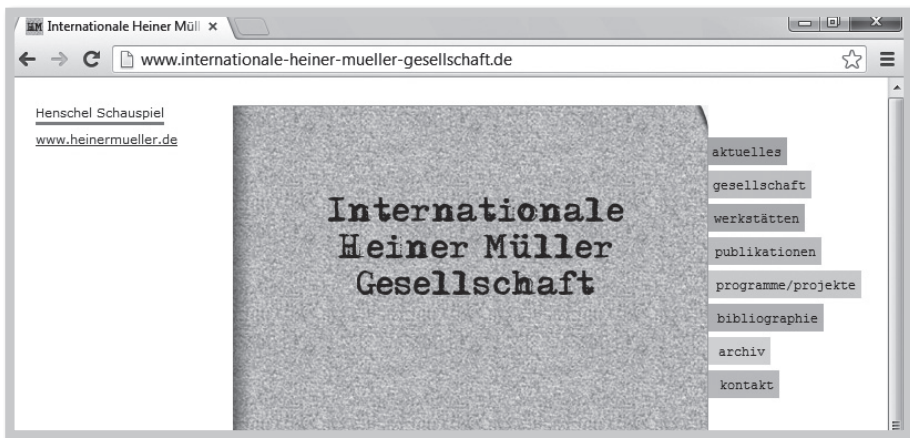 Internationale Heiner Mül
www.internationale-heiner-mueller-gesellschaft.de
Henschel Schauspiel
www.heinermueller.de
Internationale
Heiner Müller
Gesellschaft
aktuelles
gesellschaft
werkstätten
publikationen
programme/projekte
bibliographie
archiv
kontakt